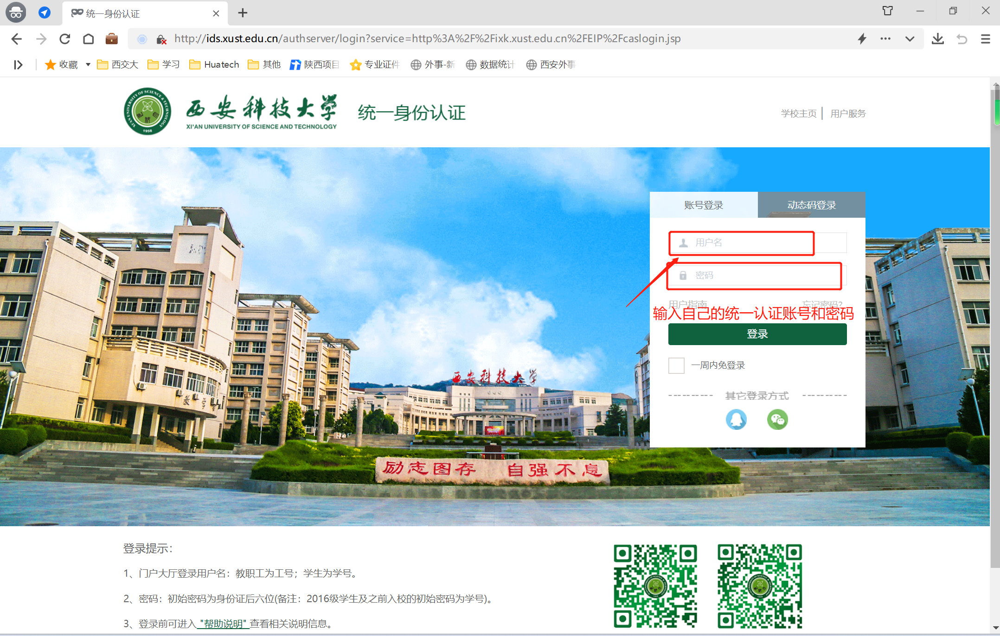 统一身份认证
http://ids.xust.edu.cn/authserver/login?service=http%3A%2F%2Fixk.xust.edu.cn%2FEIP%2Fcaslogin.jsp
收藏 西交大 学习 Huatech 其他 陕西项目 专业证件 外事-新 数据统计 西安外事
XI'AN UNIVERSITY OF SCIENCE & TECHNOLOGY
1958
西安科技大学
XI'AN UNIVERSITY OF SCIENCE AND TECHNOLOGY
统一身份认证
学校主页 | 用户服务
账号登录 动态码登录
用户名
密码
用户指南 忘记密码?
输入自己的统一认证账号和密码
登录
一周内免登录
其它登录方式
西安科技大学
教学
励志图存 自强不息
登录提示：
1、门户大厅登录用户名：教职工为工号；学生为学号。
2、密码：初始密码为身份证后六位(备注：2016级学生及之前入校的初始密码为学号)。
3、登录前可进入 "帮助说明" 查看相关说明信息。